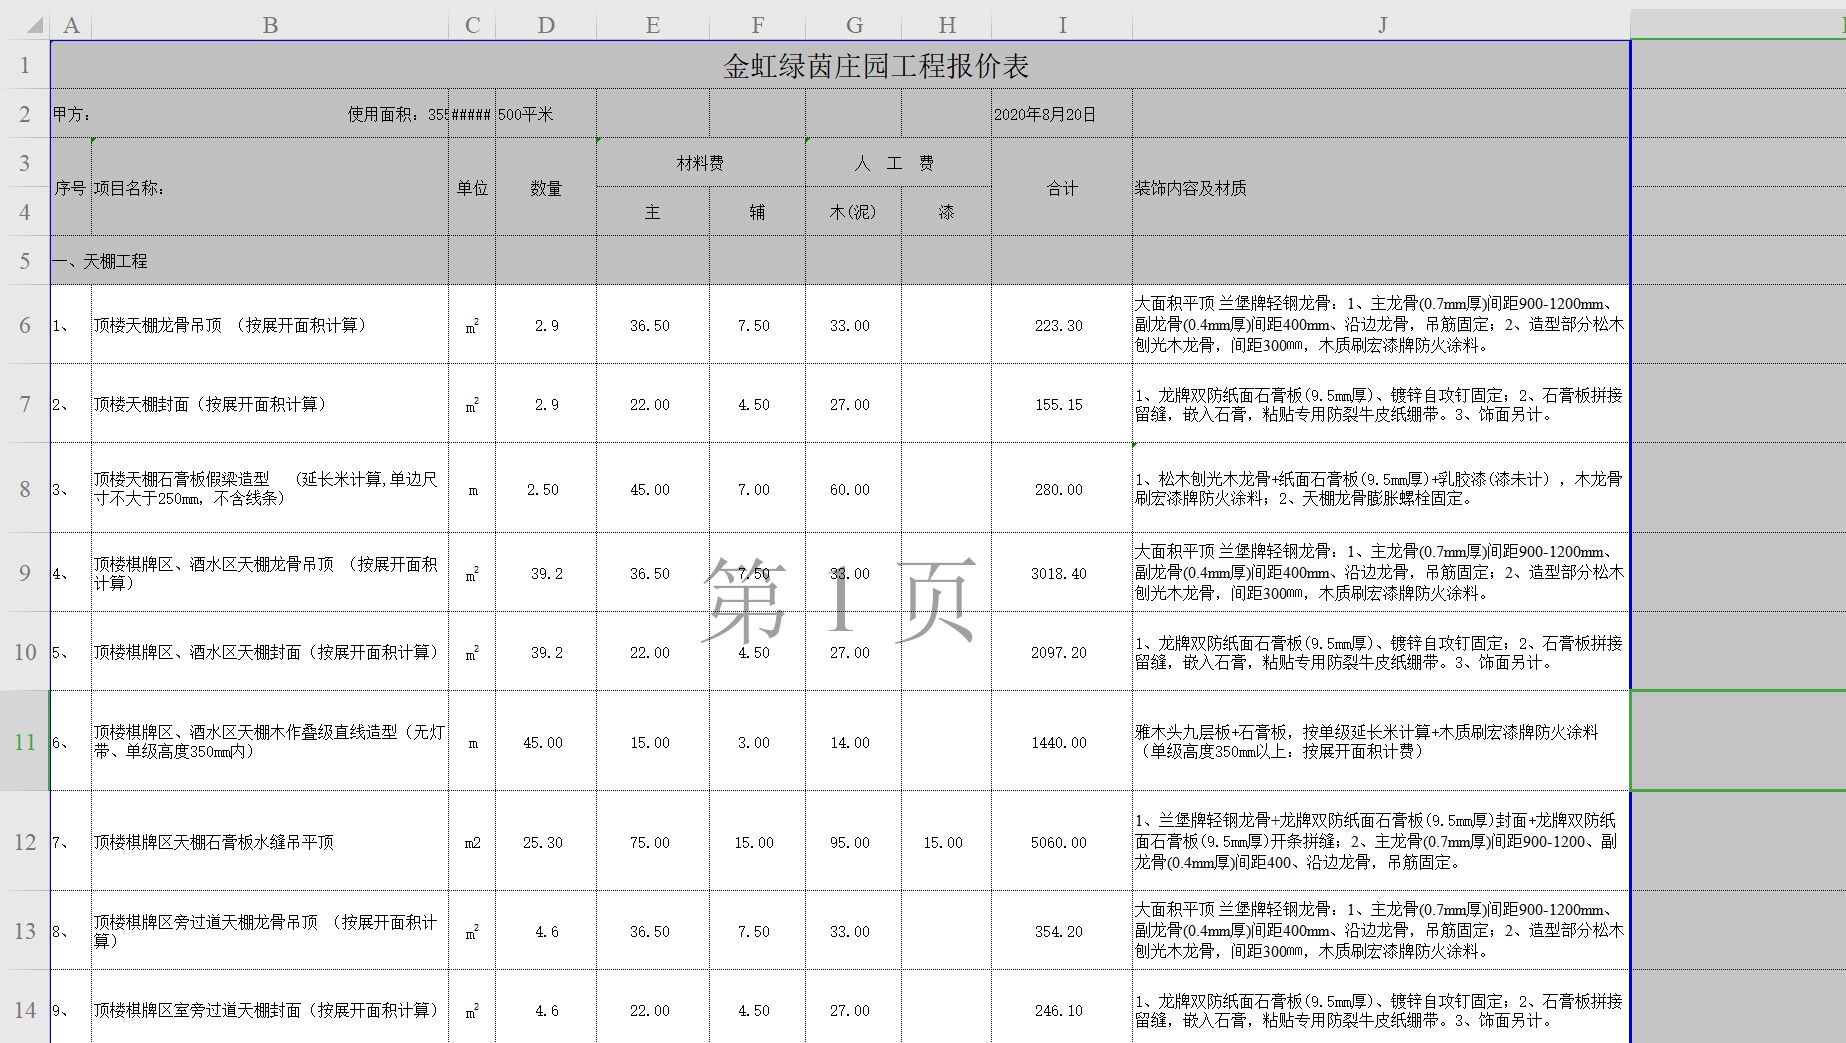 A B C D E F G H I J
1 金虹绿茵庄园工程报价表
2 甲方： 使用面积：355 ##### 500平米 2020年8月20日
3 材料费 人 工 费
序号 项目名称： 单位 数量 合计 装饰内容及材质
4 主 辅 木(泥) 漆
5 一、天棚工程
6 1、 顶楼天棚龙骨吊顶 （按展开面积计算） m² 2.9 36.50 7.50 33.00 223.30
大面积平顶 兰堡牌轻钢龙骨：1、主龙骨(0.7mm厚)间距900-1200mm、
副龙骨(0.4mm厚)间距400mm、沿边龙骨，吊筋固定；2、造型部分松木
刨光木龙骨，间距300mm，木质刷宏漆牌防火涂料。
7 2、 顶楼天棚封面（按展开面积计算） m² 2.9 22.00 4.50 27.00 155.15
1、龙牌双防纸面石膏板(9.5mm厚)、镀锌自攻钉固定；2、石膏板拼接
留缝，嵌入石膏，粘贴专用防裂牛皮纸绷带。3、饰面另计。
8 3、 顶楼天棚石膏板假梁造型 （延长米计算,单边尺
寸不大于250mm，不含线条） m 2.50 45.00 7.00 60.00 280.00
1、松木刨光木龙骨+纸面石膏板(9.5mm厚)+乳胶漆(漆未计），木龙骨
刷宏漆牌防火涂料；2、天棚龙骨膨胀螺栓固定。
9 4、 顶楼棋牌区、酒水区天棚龙骨吊顶 （按展开面积
计算） m² 39.2 36.50 7.50 33.00 3018.40
大面积平顶 兰堡牌轻钢龙骨：1、主龙骨(0.7mm厚)间距900-1200mm、
副龙骨(0.4mm厚)间距400mm、沿边龙骨，吊筋固定；2、造型部分松木
刨光木龙骨，间距300mm，木质刷宏漆牌防火涂料。
第 1 页
10 5、 顶楼棋牌区、酒水区天棚封面（按展开面积计算） m² 39.2 22.00 4.50 27.00 2097.20
1、龙牌双防纸面石膏板(9.5mm厚)、镀锌自攻钉固定；2、石膏板拼接
留缝，嵌入石膏，粘贴专用防裂牛皮纸绷带。3、饰面另计。
11 6、 顶楼棋牌区、酒水区天棚木作叠级直线造型（无灯
带、单级高度350mm内） m 45.00 15.00 3.00 14.00 1440.00
雅木头九层板+石膏板，按单级延长米计算+木质刷宏漆牌防火涂料
（单级高度350mm以上：按展开面积计费）
12 7、 顶楼棋牌区天棚石膏板水缝吊平顶 m2 25.30 75.00 15.00 95.00 15.00 5060.00
1、兰堡牌轻钢龙骨+龙牌双防纸面石膏板(9.5mm厚)封面+龙牌双防纸
面石膏板(9.5mm厚)开条拼缝；2、主龙骨(0.7mm厚)间距900-1200、副
龙骨(0.4mm厚)间距400、沿边龙骨，吊筋固定。
13 8、 顶楼棋牌区旁过道天棚龙骨吊顶 （按展开面积计
算） m² 4.6 36.50 7.50 33.00 354.20
大面积平顶 兰堡牌轻钢龙骨：1、主龙骨(0.7mm厚)间距900-1200mm、
副龙骨(0.4mm厚)间距400mm、沿边龙骨，吊筋固定；2、造型部分松木
刨光木龙骨，间距300mm，木质刷宏漆牌防火涂料。
14 9、 顶楼棋牌区室旁过道天棚封面（按展开面积计算） m² 4.6 22.00 4.50 27.00 246.10
1、龙牌双防纸面石膏板(9.5mm厚)、镀锌自攻钉固定；2、石膏板拼接
留缝，嵌入石膏，粘贴专用防裂牛皮纸绷带。3、饰面另计。